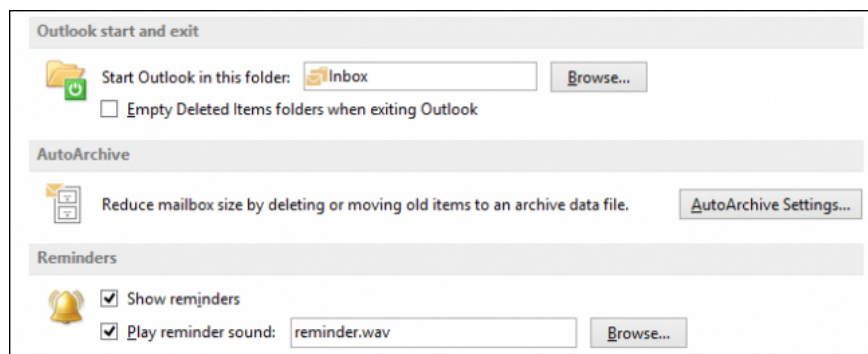 Outlook start and exit
Start Outlook in this folder: Inbox Browse...
Empty Deleted Items folders when exiting Outlook
AutoArchive
Reduce mailbox size by deleting or moving old items to an archive data file. AutoArchive Settings...
Reminders
Show reminders
Play reminder sound: reminder.wav Browse...